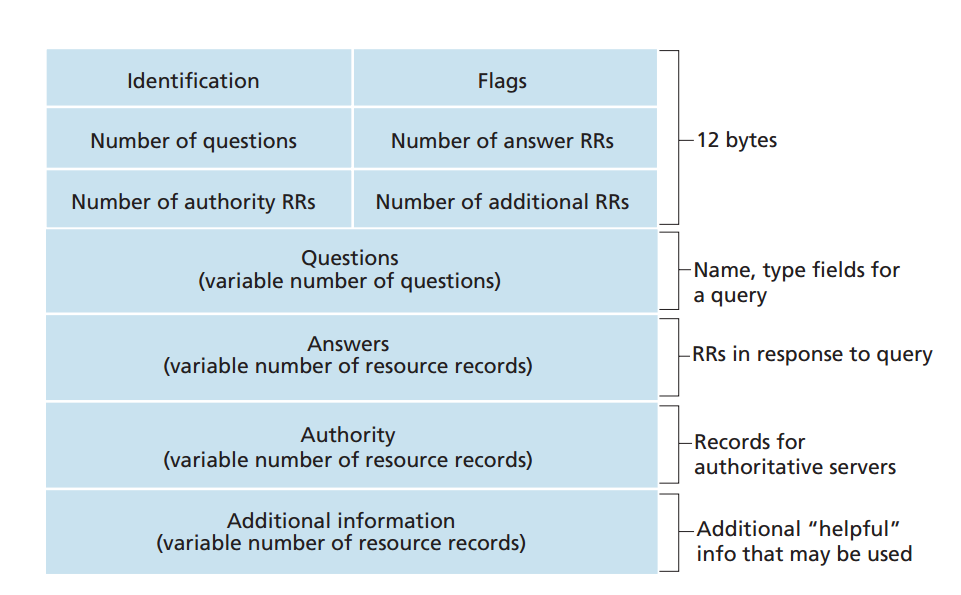 Identification
Flags
Number of questions
Number of answer RRs
12 bytes
Number of authority RRs
Number of additional RRs
Questions
(variable number of questions)
Name, type fields for
a query
Answers
(variable number of resource records)
RRs in response to query
Authority
(variable number of resource records)
Records for
authoritative servers
Additional information
(variable number of resource records)
Additional “helpful”
info that may be used